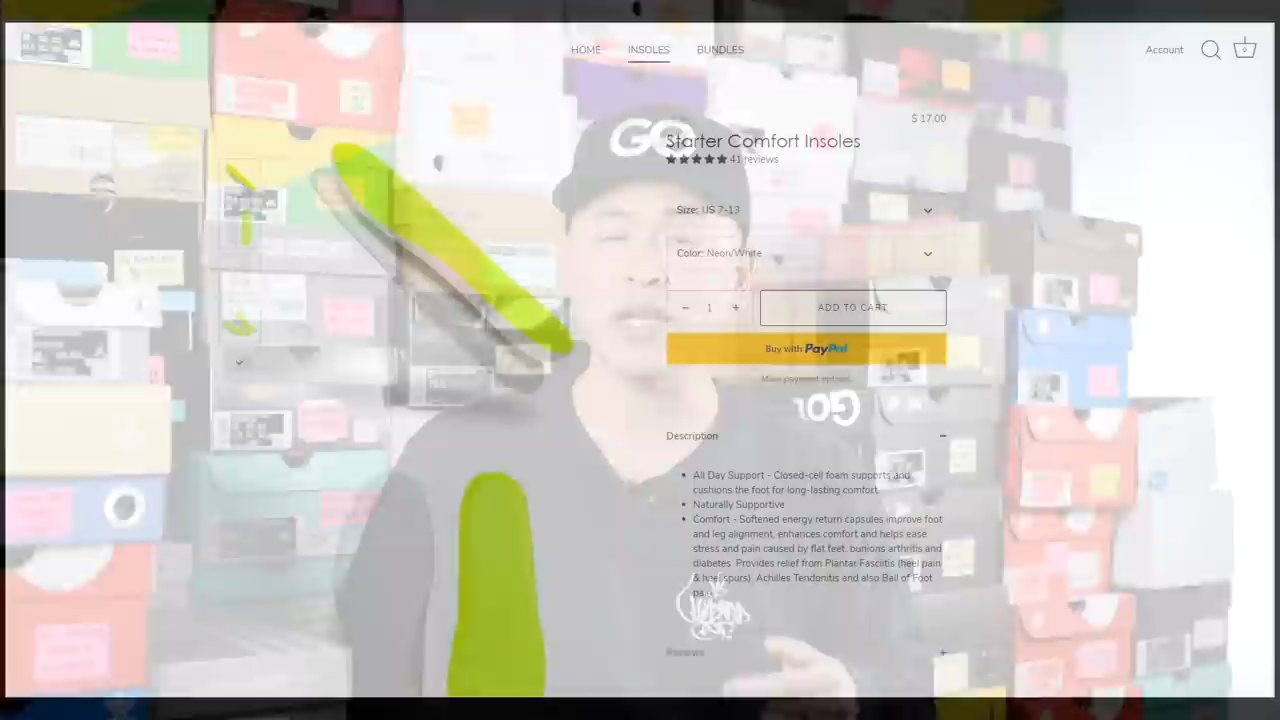 HOME INSOLES BUNDLES Account
0
$ 17.00
GO
Starter Comfort Insoles
41 reviews
Size: US 7-13
Color: Neon/White
− 1 + ADD TO CART
Buy with PayPal
More payment options
Description −
All Day Support - Closed-cell foam supports and
cushions the foot for long-lasting comfort.
Naturally Supportive
Comfort - Softened energy return capsules improve foot
and leg alignment, enhances comfort and helps ease
stress and pain caused by flat feet, bunions arthritis and
diabetes. Provides relief from Plantar Fasciitis (heel pain
& heel spurs), Achilles Tendonitis and also Ball of Foot
Reviews +